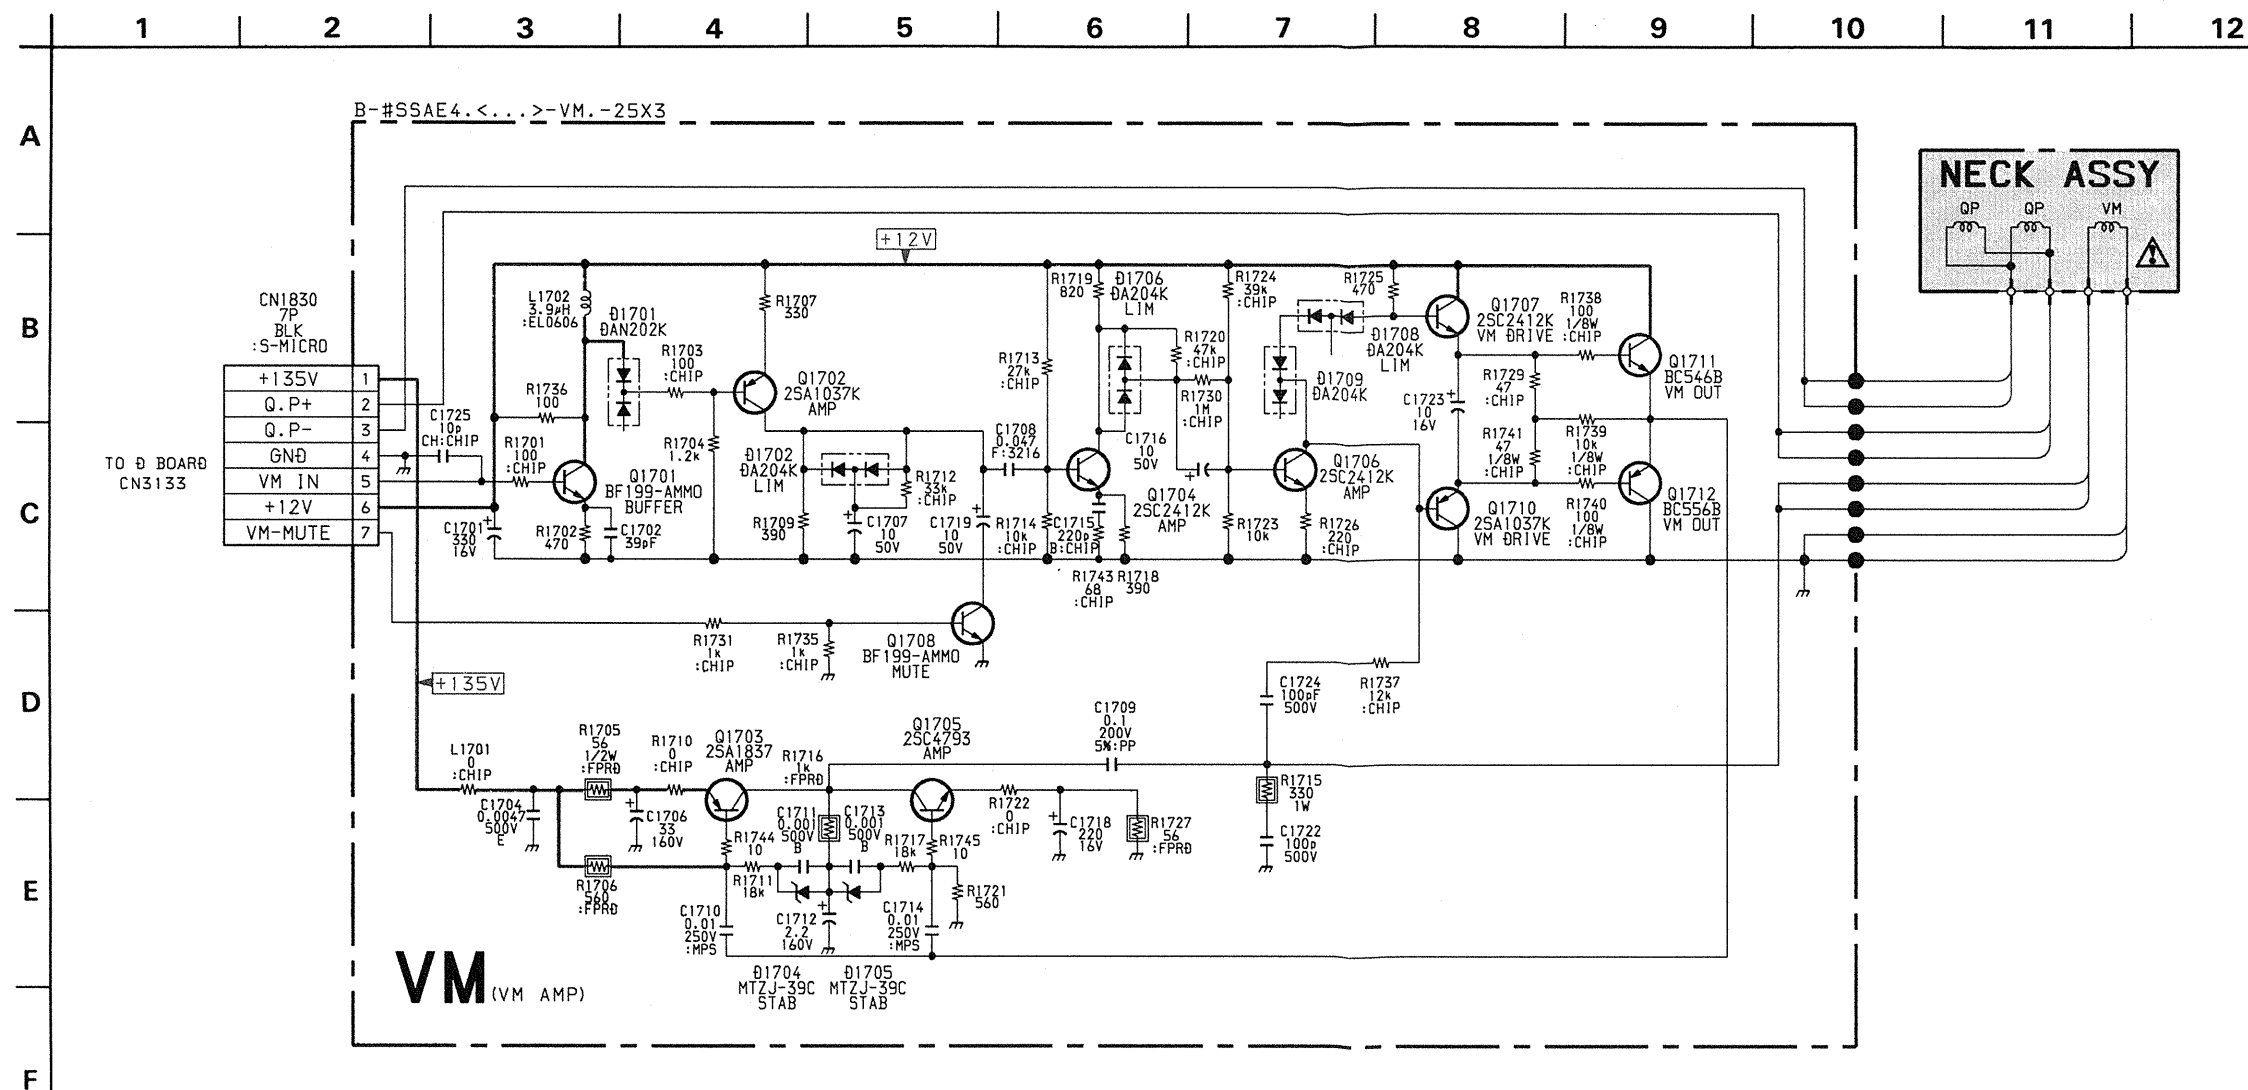 1 2 3 4 5 6 7 8 9 10 11 12
A
B
C
D
E
F
B-#SSAE4.<...>-VM.-25X3
NECK ASSY
QP
QP
VM
+12V
CN1830
7P
BLK
:S-MICRO
+135V 1
Q.P+ 2
Q.P- 3
GND 4
VM IN 5
+12V 6
VM-MUTE 7
TO D BOARD
CN3133
C1725
10p
CH:CHIP
R1701
100
:CHIP
C1701
330
16V
L1702
3.9µH
:EL0606
R1736
100
D1701
DAN202K
Q1701
BF199-AMMO
BUFFER
R1702
470
C1702
39pF
R1703
100
:CHIP
R1704
1.2k
R1707
330
Q1702
2SA1037K
AMP
D1702
DA204K
LIM
R1709
390
R1712
33k
:CHIP
C1707
10
50V
C1719
10
50V
C1708
0.047
F:3216
R1713
27k
:CHIP
R1714
10k
:CHIP
R1719
820
D1706
DA204K
LIM
C1715
220p
B:CHIP
R1743
68
:CHIP
R1718
390
Q1704
2SC2412K
AMP
C1716
10
50V
R1720
47k
:CHIP
R1730
1M
:CHIP
R1724
39k
:CHIP
R1723
10k
D1709
DA204K
D1708
DA204K
LIM
R1725
470
Q1706
2SC2412K
AMP
R1726
220
:CHIP
Q1707
2SC2412K
VM DRIVE
C1723
10
16V
Q1710
2SA1037K
VM DRIVE
R1729
47
:CHIP
R1741
47
1/8W
:CHIP
R1738
100
1/8W
:CHIP
R1739
10k
1/8W
:CHIP
R1740
100
1/8W
:CHIP
Q1711
BC546B
VM OUT
Q1712
BC556B
VM OUT
R1731
1k
:CHIP
R1735
1k
:CHIP
Q1708
BF199-AMMO
MUTE
+135V
C1724
100pF
500V
R1737
12k
:CHIP
L1701
0
:CHIP
C1704
0.0047
500V
E
R1705
56
1/2W
:FPRD
R1706
560
:FPRD
C1706
33
160V
R1710
0
:CHIP
Q1703
2SA1837
AMP
R1716
1k
:FPRD
Q1705
2SC4793
AMP
C1709
0.1
200V
5%:PP
R1744
10
R1711
18k
C1711
0.001
500V
B
C1713
0.001
500V
B
R1717
18k
R1745
10
R1722
0
:CHIP
C1718
220
16V
R1727
56
:FPRD
R1715
330
1W
C1722
100p
500V
R1721
560
C1710
0.01
250V
:MPS
C1712
2.2
160V
C1714
0.01
250V
:MPS
D1704
MTZJ-39C
STAB
D1705
MTZJ-39C
STAB
VM (VM AMP)